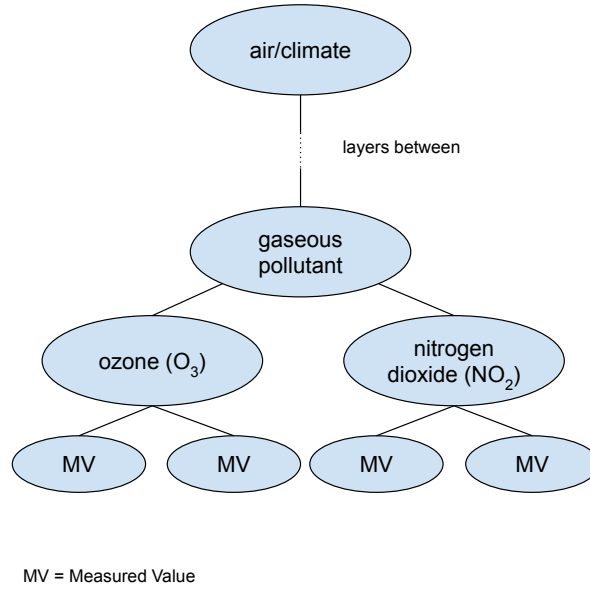 air/climate
layers between
gaseous
pollutant
ozone (O₃)
nitrogen
dioxide (NO₂)
MV
MV
MV
MV
MV = Measured Value